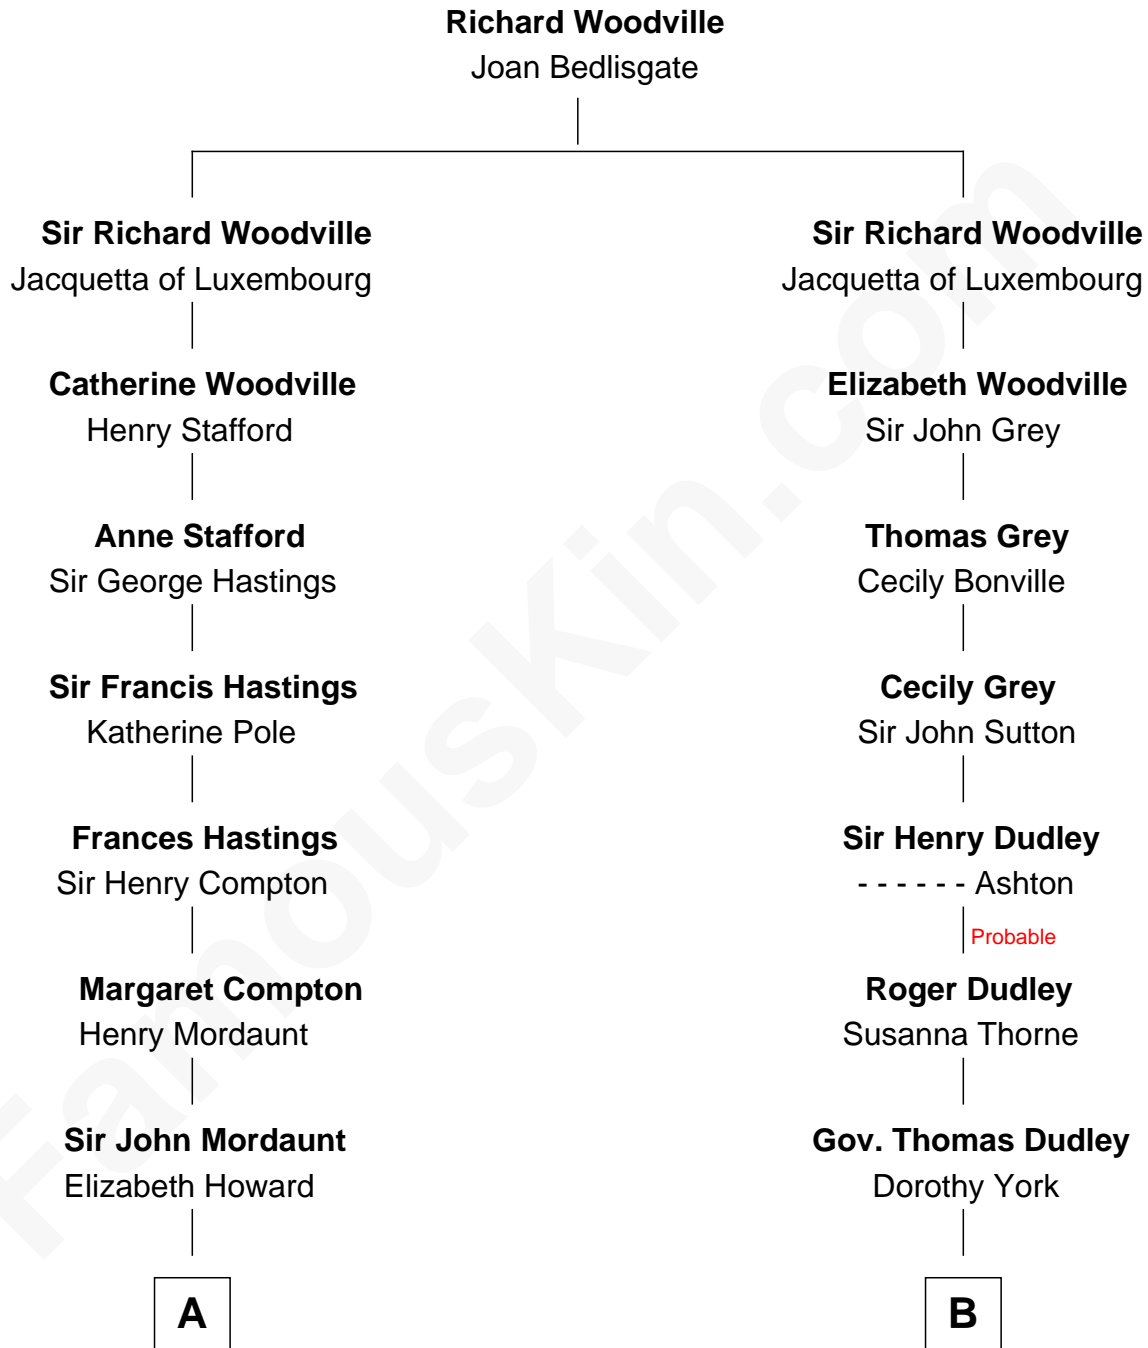 Richard Woodville
Joan Bedlisgate
Sir Richard Woodville
Jacquetta of Luxembourg
Catherine Woodville
Henry Stafford
Anne Stafford
Sir George Hastings
Sir Francis Hastings
Katherine Pole
Frances Hastings
Sir Henry Compton
Margaret Compton
Henry Mordaunt
Sir John Mordaunt
Elizabeth Howard
A
Sir Richard Woodville
Jacquetta of Luxembourg
Elizabeth Woodville
Sir John Grey
Thomas Grey
Cecily Bonville
Cecily Grey
Sir John Sutton
Sir Henry Dudley
- - - - - - Ashton
Probable
Roger Dudley
Susanna Thorne
Gov. Thomas Dudley
Dorothy York
B
FamousKin.com